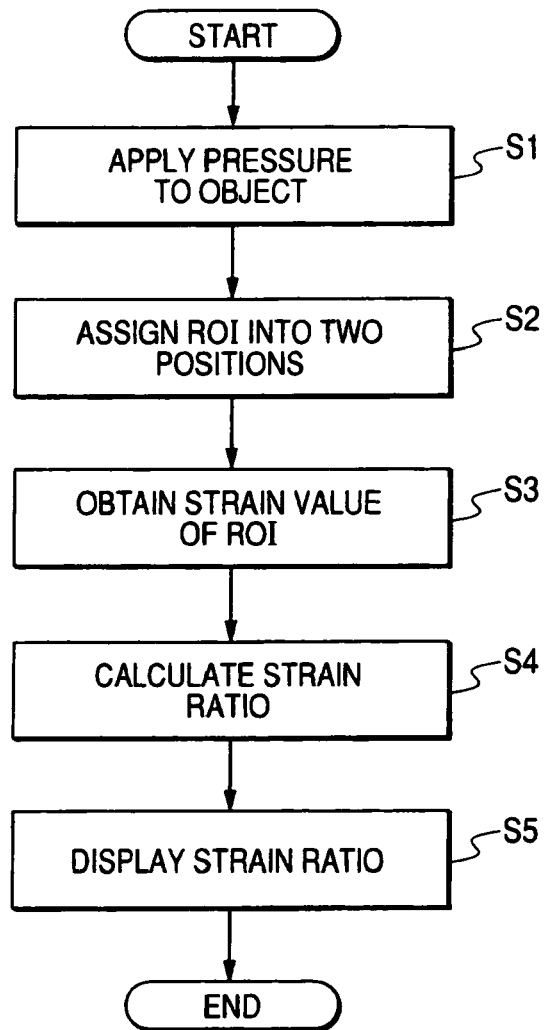 START
APPLY PRESSURE
TO OBJECT
S1
ASSIGN ROI INTO TWO
POSITIONS
S2
OBTAIN STRAIN VALUE
OF ROI
S3
CALCULATE STRAIN
RATIO
S4
DISPLAY STRAIN RATIO
S5
END